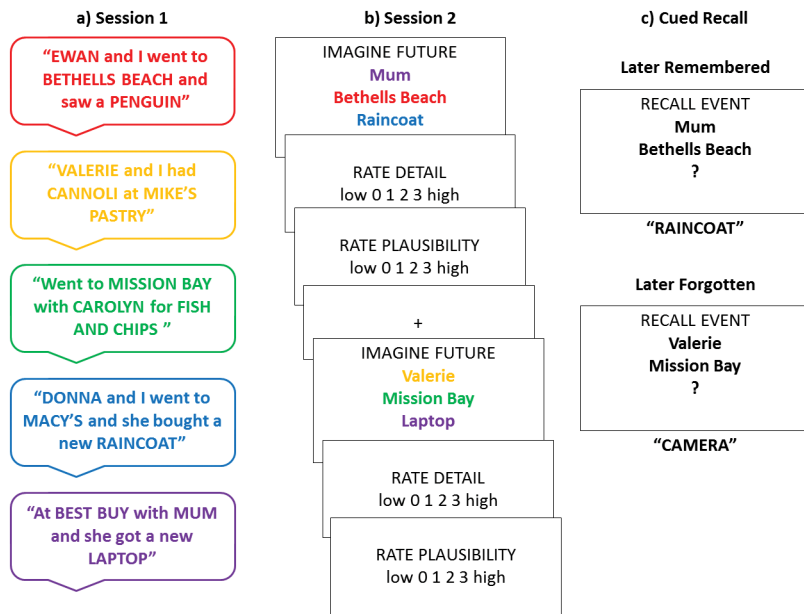 a) Session 1
“EWAN and I went to
BETHELLS BEACH and
saw a PENGUIN”
“VALERIE and I had
CANNOLI at MIKE’S
PASTRY”
“Went to MISSION BAY
with CAROLYN for FISH
AND CHIPS ”
“DONNA and I went to
MACY’S and she bought a
new RAINCOAT”
“At BEST BUY with MUM
and she got a new
LAPTOP”
b) Session 2
IMAGINE FUTURE
Mum
Bethells Beach
Raincoat
RATE DETAIL
low 0 1 2 3 high
RATE PLAUSIBILITY
low 0 1 2 3 high
+
IMAGINE FUTURE
Valerie
Mission Bay
Laptop
RATE DETAIL
low 0 1 2 3 high
RATE PLAUSIBILITY
low 0 1 2 3 high
c) Cued Recall
Later Remembered
RECALL EVENT
Mum
Bethells Beach
?
“RAINCOAT”
Later Forgotten
RECALL EVENT
Valerie
Mission Bay
?
“CAMERA”